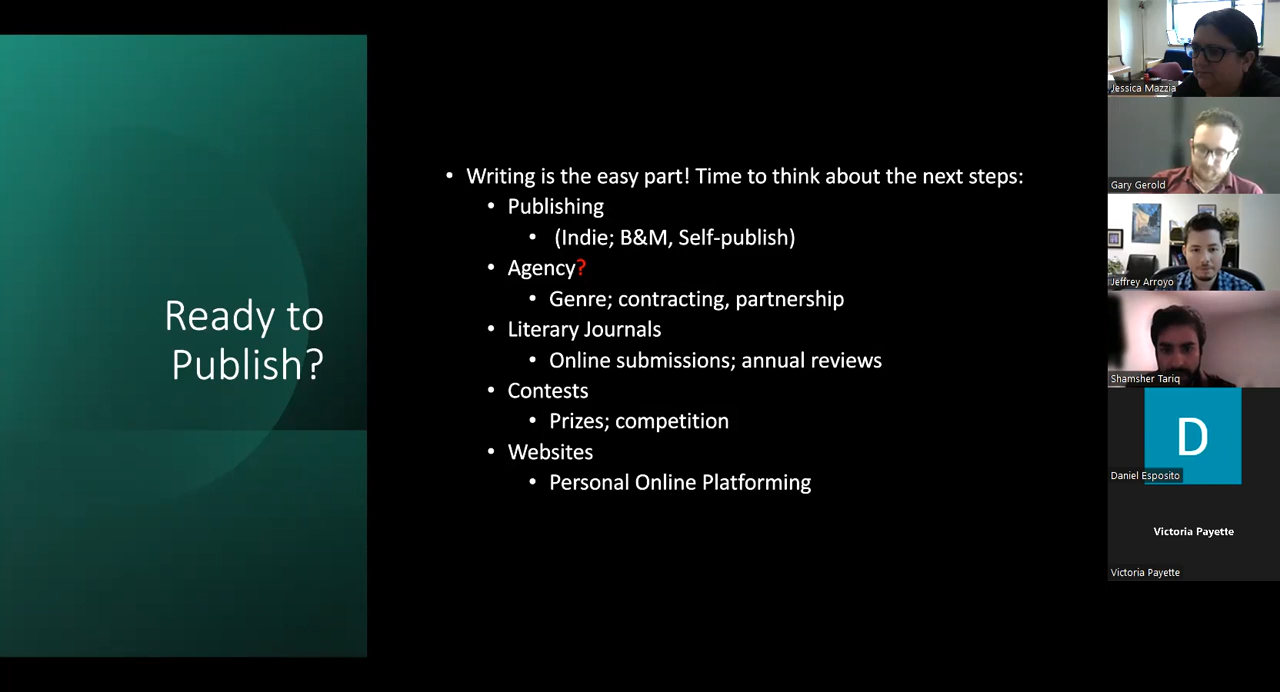 Ready to
Publish?
• Writing is the easy part! Time to think about the next steps:
• Publishing
• (Indie; B&M, Self-publish)
• Agency?
• Genre; contracting, partnership
• Literary Journals
• Online submissions; annual reviews
• Contests
• Prizes; competition
• Websites
• Personal Online Platforming
Jessica Mazzia
Gary Gerold
Jeffrey Arroyo
Shamsher Tariq
D
Daniel Esposito
Victoria Payette
Victoria Payette